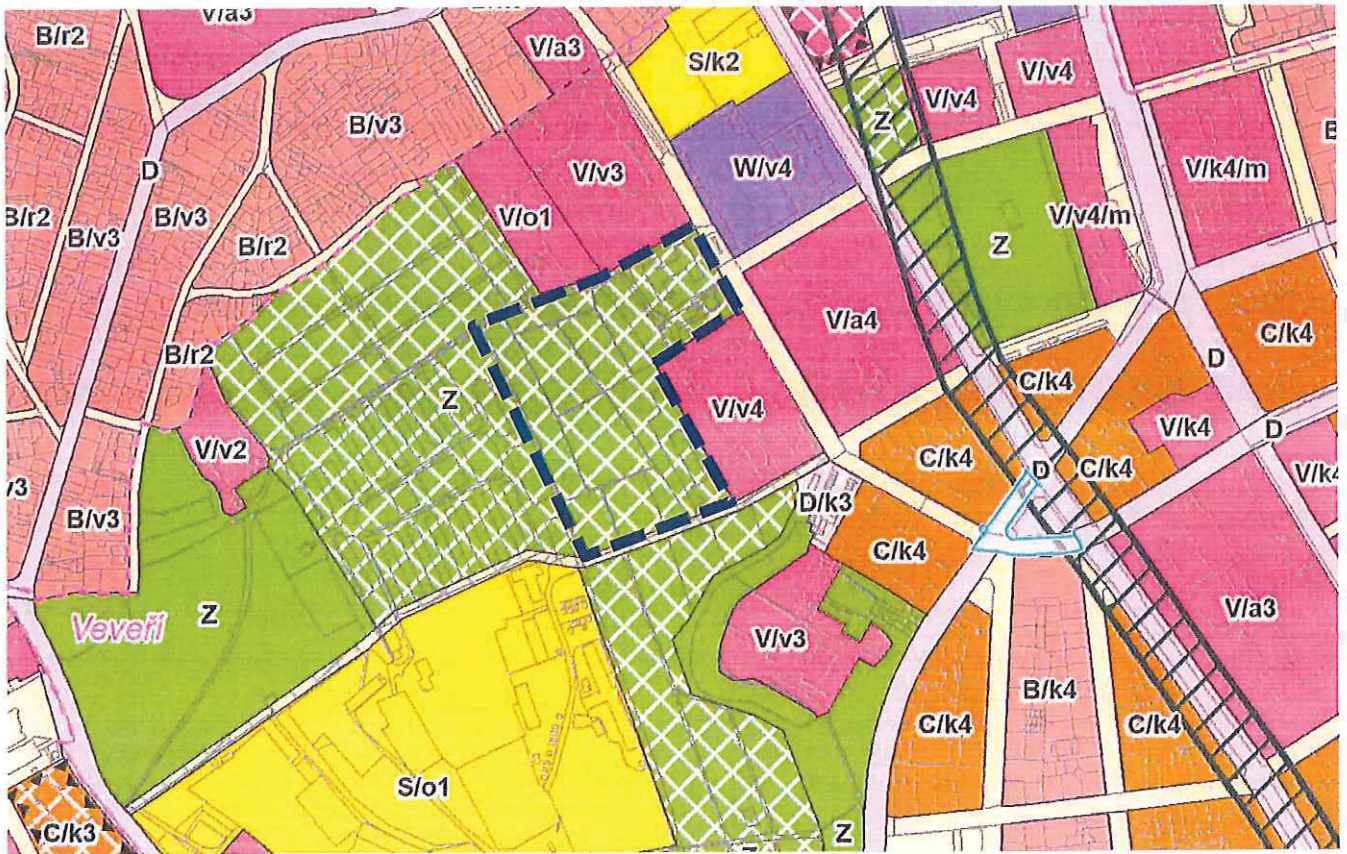 V/a3
B/r2
V/a3
S/k2
V/v4
V/v4
B/v3
Z
D
V/v3
W/v4
V/k4/m
B/r2
B/v3
B/v3
V/o1
V/v4/m
B/r2
Z
V/a4
C/k4
B/r2
D
C/k4
Z
V/v4
V/k4
D
V/v2
C/k4
D
C/k4
B/v3
D/k3
C/k4
V/a3
Veveří
Z
V/v3
B/k4
C/k4
C/k4
S/o1
C/k3
Z